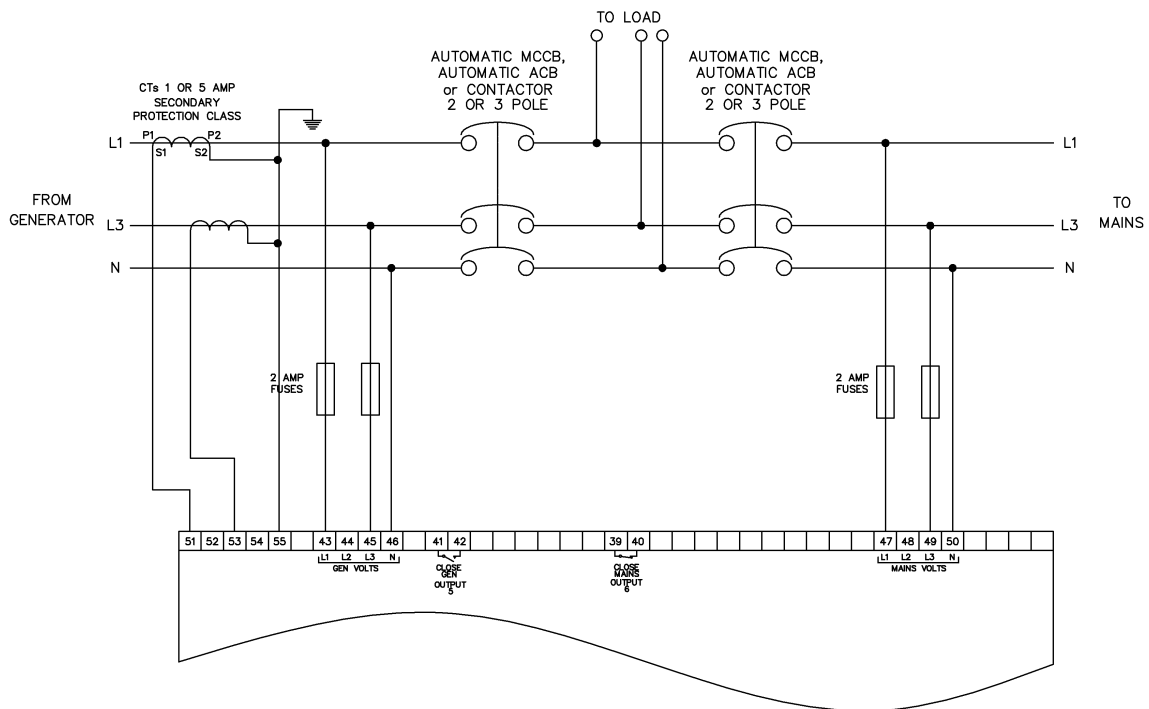 TO LOAD
AUTOMATIC MCCB,
AUTOMATIC ACB
or CONTACTOR
2 OR 3 POLE
AUTOMATIC MCCB,
AUTOMATIC ACB
or CONTACTOR
2 OR 3 POLE
CTs 1 OR 5 AMP
SECONDARY
PROTECTION CLASS
P1 P2
L1 L1
S1 S2
FROM
GENERATOR
TO
MAINS
L3 L3
N N
2 AMP
FUSES
2 AMP
FUSES
51 52 53 54 55 43 44 45 46 41 42 39 40 47 48 49 50
L1 L2 L3 N
GEN VOLTS
CLOSE
GEN
OUTPUT
5
CLOSE
MAINS
OUTPUT
6
L1 L2 L3 N
MAINS VOLTS